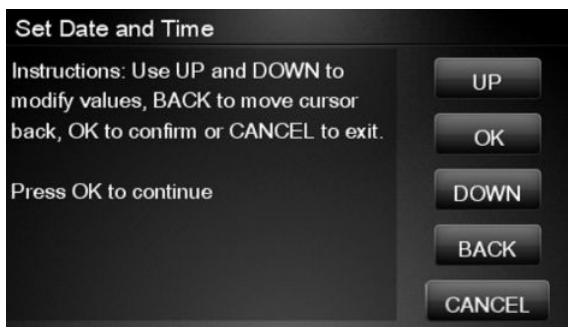 Set Date and Time
Instructions: Use UP and DOWN to
modify values, BACK to move cursor
back, OK to confirm or CANCEL to exit.
Press OK to continue
UP
OK
DOWN
BACK
CANCEL